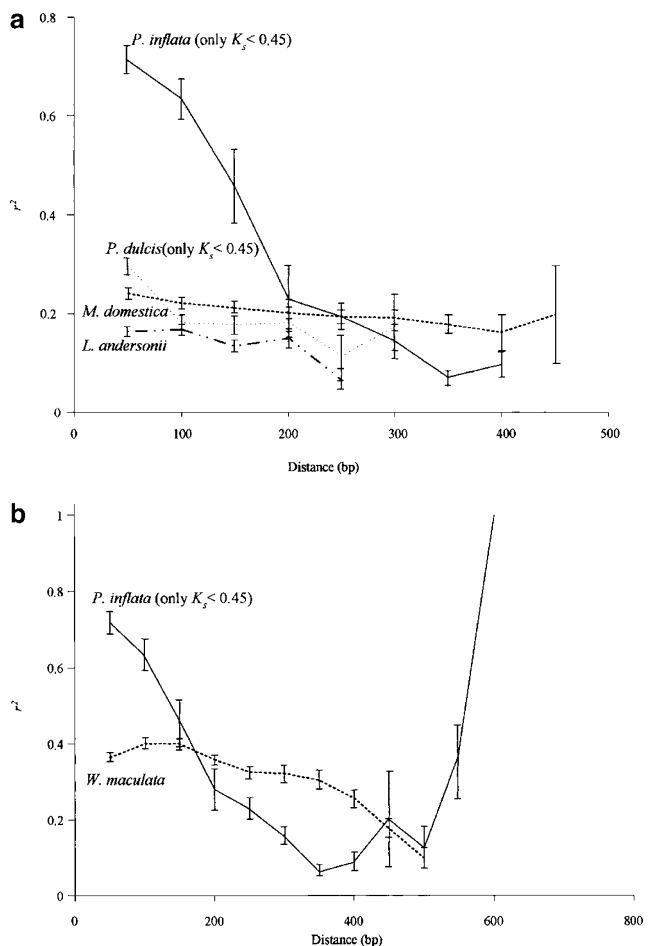 a
P. inflata (only Ks < 0.45)
0.8
0.6
r²
0.4
P. dulcis(only Ks < 0.45)
0.2
M. domestica
L. andersonii
0
0 100 200 300 400 500
Distance (bp)
b
1
P. inflata (only Ks < 0.45)
0.8
0.6
r²
0.4
W. maculata
0.2
0
0 200 400 600 800
Distance (bp)